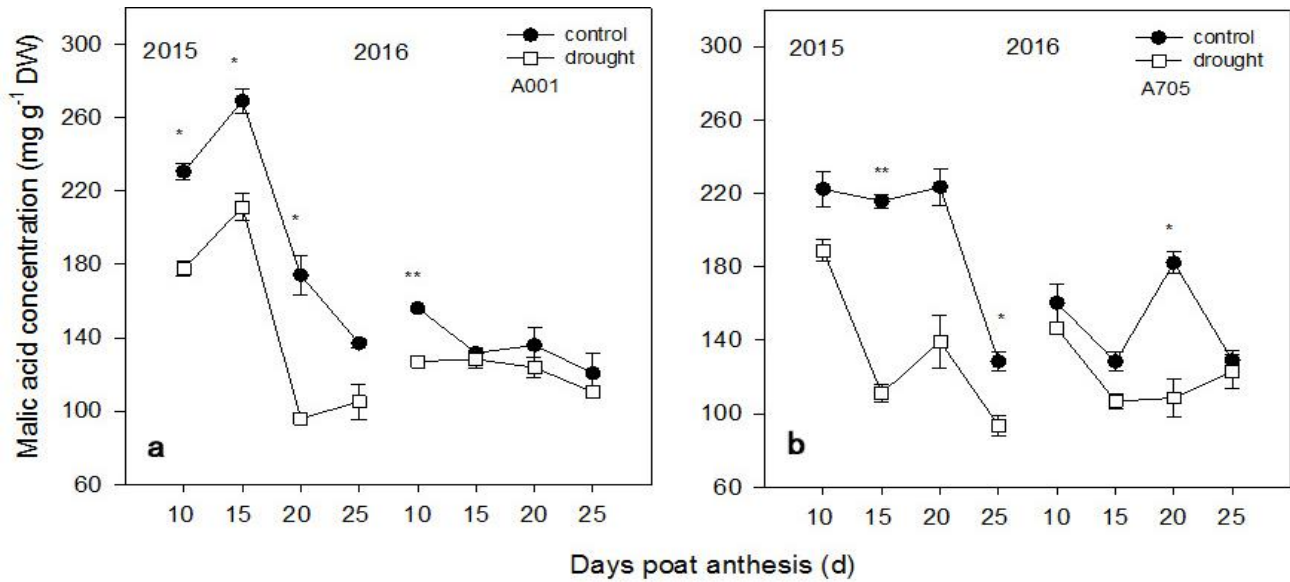 Malic acid concentration (mg g⁻¹ DW)
300
260
220
180
140
100
60
2015
2016
control
drought
A001
*
*
*
**
a
10 15 20 25 10 15 20 25
300
260
220
180
140
100
60
2015
2016
control
drought
A705
**
*
*
b
10 15 20 25 10 15 20 25
Days poat anthesis (d)